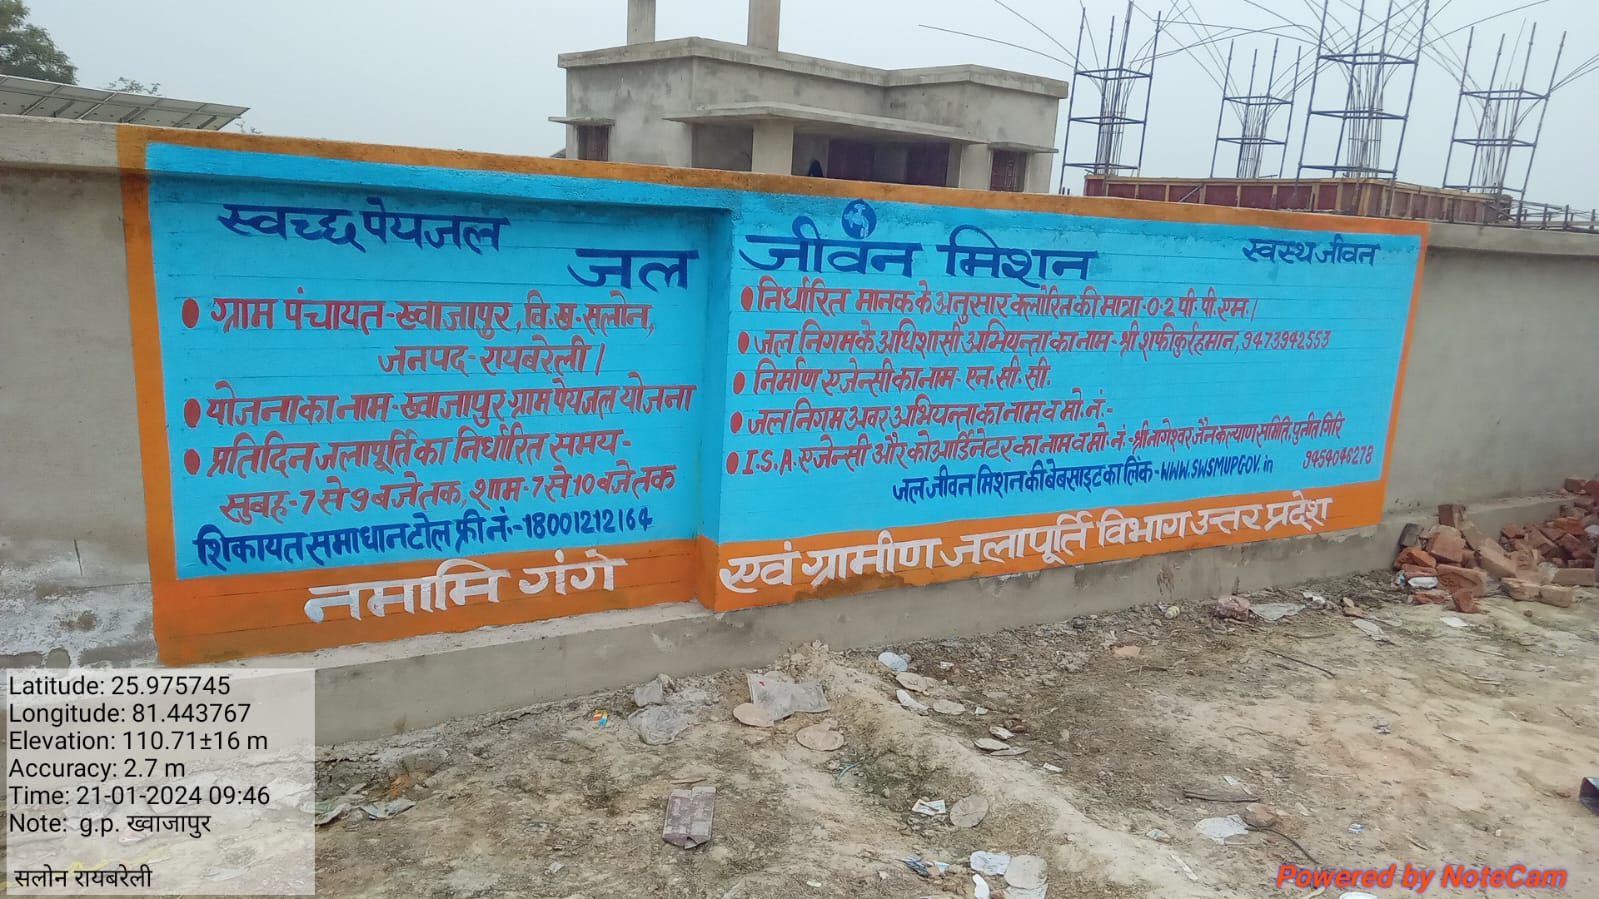 स्वच्छ पेयजल
जल जीवन मिशन
स्वस्थ जीवन
• ग्राम पंचायत-ख्वाजापुर, वि.ख.-सलोन,
जनपद-रायबरेली।
• योजना का नाम-ख्वाजापुर ग्राम पेयजल योजना
• प्रतिदिन जलापूर्ति का निर्धारित समय-
सुबह-7 से 9 बजे तक, शाम-7 से 10 बजे तक
शिकायत समाधान टोल फ्री नं:-18001212164
• निर्धारित मानक के अनुसार क्लोरिन की मात्रा-0.2 पी.पी.एम.।
• जल निगम के अधिशासी अभियन्ता का नाम-श्री शफीकुर्रहमान, 9473942553
• निर्माण एजेन्सी का नाम- एन.सी.सी.
• जल निगम अवर अभियन्ता का नाम व मो.नं.-
• I.S.A. एजेन्सी और कोआर्डिनेटर का नाम व मो.नं.-श्री नागेश्वर जैन कल्याण समिति, पुनीत गिरि
9454046278
जल जीवन मिशन की बेबसाइट का लिंक-WWW.SWSMUPGOV.in
नमामि गंगे एवं ग्रामीण जलापूर्ति विभाग उत्तर प्रदेश
Latitude: 25.975745
Longitude: 81.443767
Elevation: 110.71±16 m
Accuracy: 2.7 m
Time: 21-01-2024 09:46
Note: g.p. ख्वाजापुर
सलोन रायबरेली
Powered by NoteCam